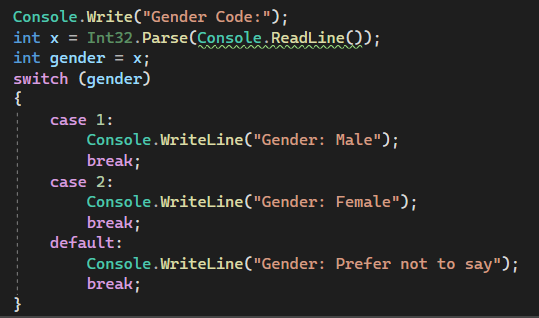 Console.Write("Gender Code:");
int x = Int32.Parse(Console.ReadLine());
int gender = x;
switch (gender)
{
    case 1:
        Console.WriteLine("Gender: Male");
        break;
    case 2:
        Console.WriteLine("Gender: Female");
        break;
    default:
        Console.WriteLine("Gender: Prefer not to say");
        break;
}